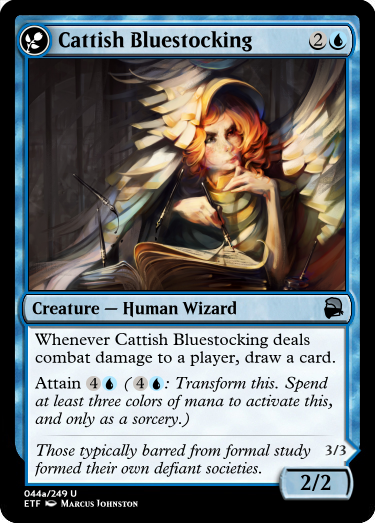 Cattish Bluestocking 2
Creature — Human Wizard
Whenever Cattish Bluestocking deals
combat damage to a player, draw a card.
Attain 4 ( 4 : Transform this. Spend
at least three colors of mana to activate this,
and only as a sorcery.)
Those typically barred from formal study 3/3
formed their own defiant societies.
2/2
044a/249 U
ETF Marcus Johnston